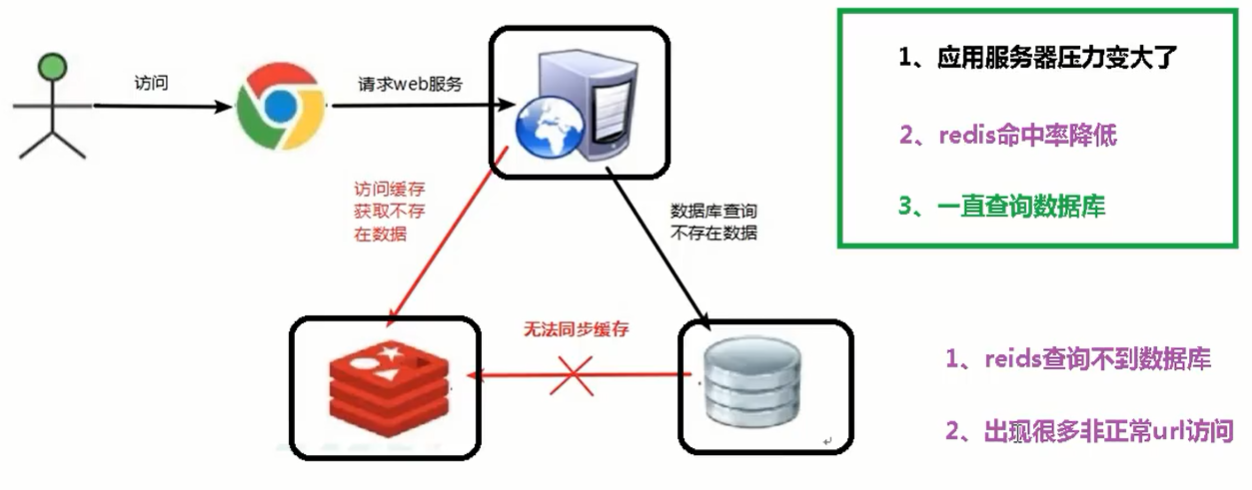 访问
请求web服务
访问缓存
获取不存
在数据
数据库查询
不存在数据
无法同步缓存
1、应用服务器压力变大了
2、redis命中率降低
3、一直查询数据库
1、reids查询不到数据库
2、出现很多非正常url访问